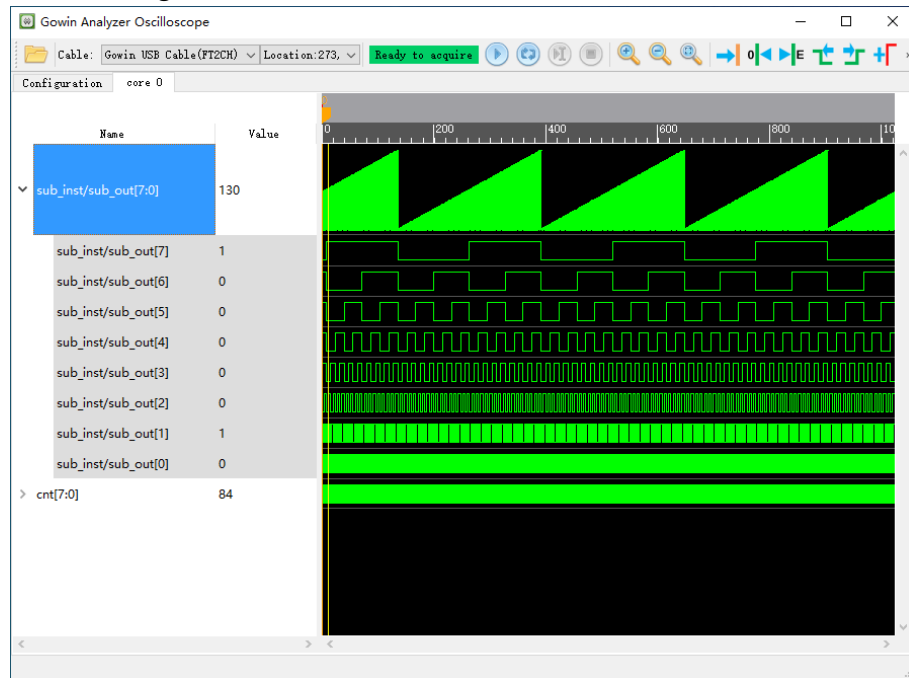 Gowin Analyzer Oscilloscope
Cable: Gowin USB Cable(FT2CH) Location:273, Ready to acquire
Configuration core 0
Name Value
0 200 400 600 800 10
sub_inst/sub_out[7:0] 130
sub_inst/sub_out[7] 1
sub_inst/sub_out[6] 0
sub_inst/sub_out[5] 0
sub_inst/sub_out[4] 0
sub_inst/sub_out[3] 0
sub_inst/sub_out[2] 0
sub_inst/sub_out[1] 1
sub_inst/sub_out[0] 0
cnt[7:0] 84